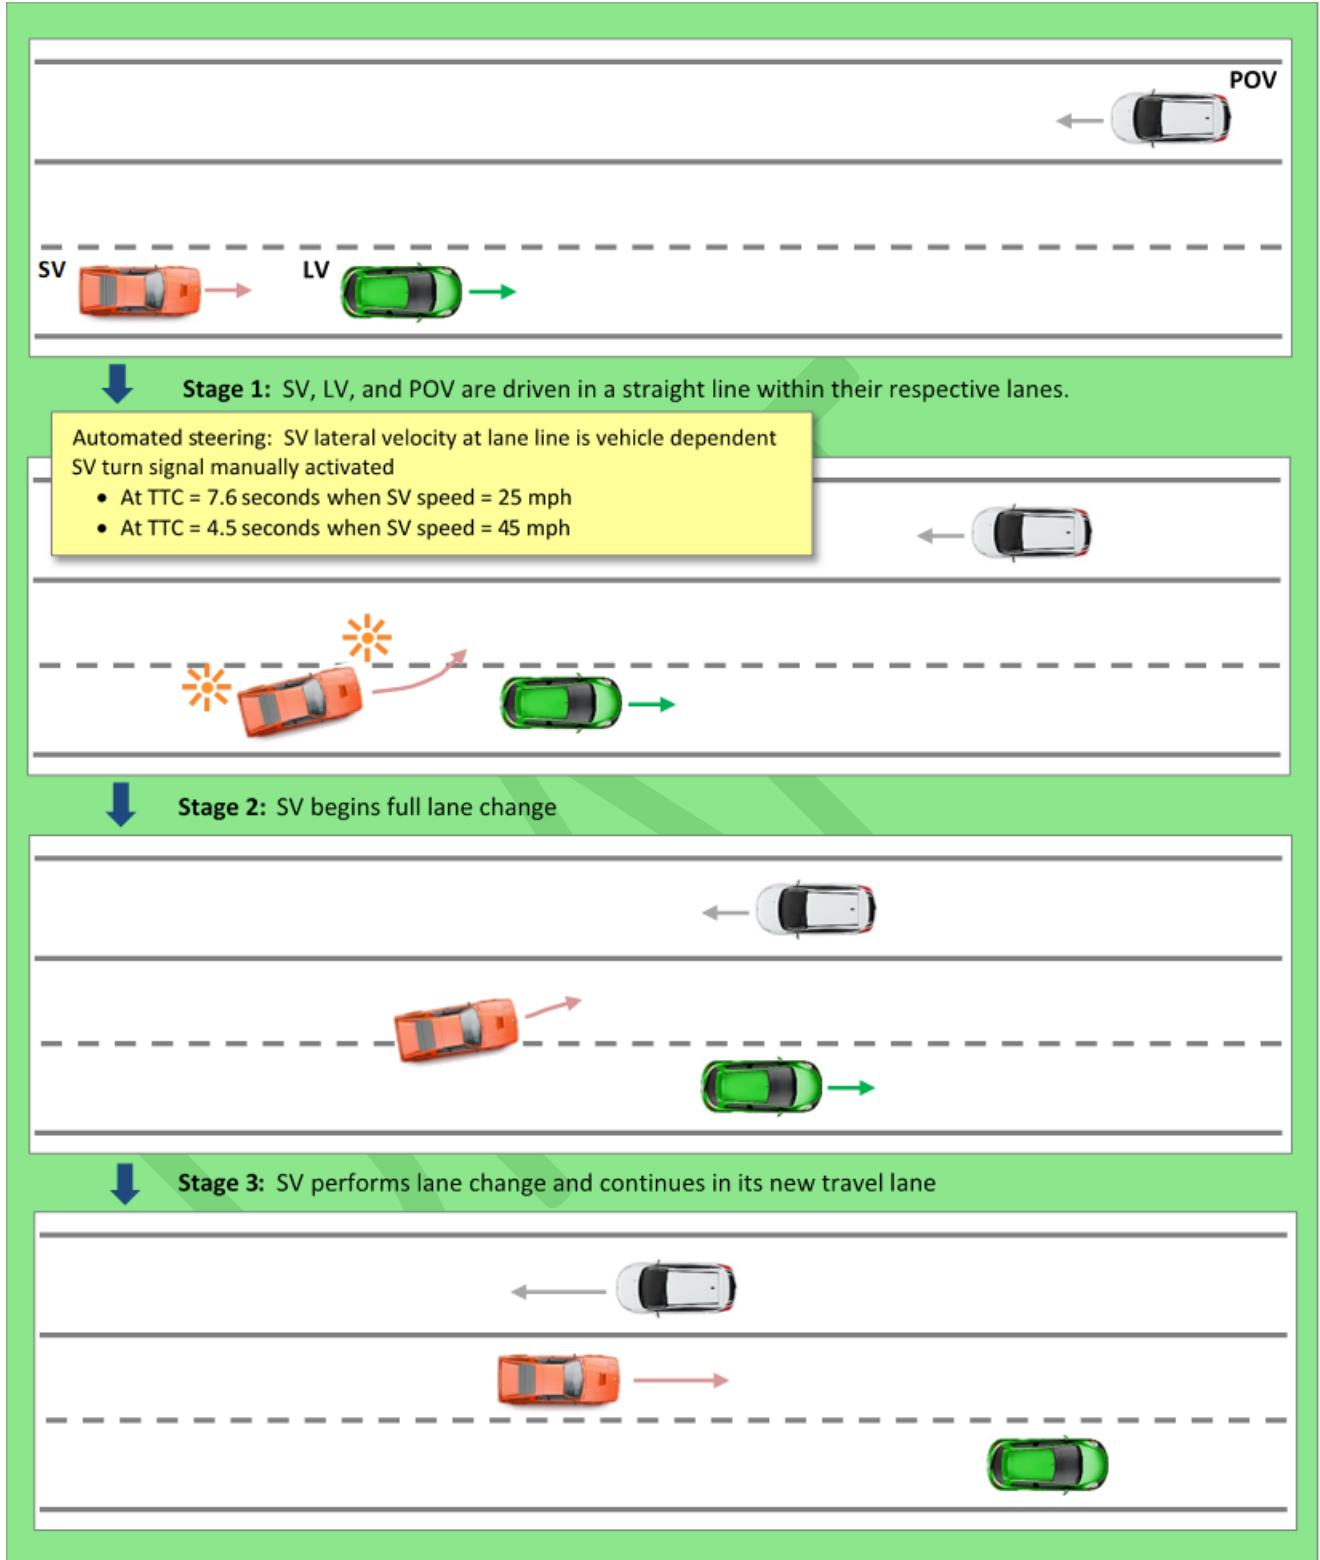 POV
SV
LV
Stage 1: SV, LV, and POV are driven in a straight line within their respective lanes.
Automated steering: SV lateral velocity at lane line is vehicle dependent
SV turn signal manually activated
• At TTC = 7.6 seconds when SV speed = 25 mph
• At TTC = 4.5 seconds when SV speed = 45 mph
Stage 2: SV begins full lane change
Stage 3: SV performs lane change and continues in its new travel lane